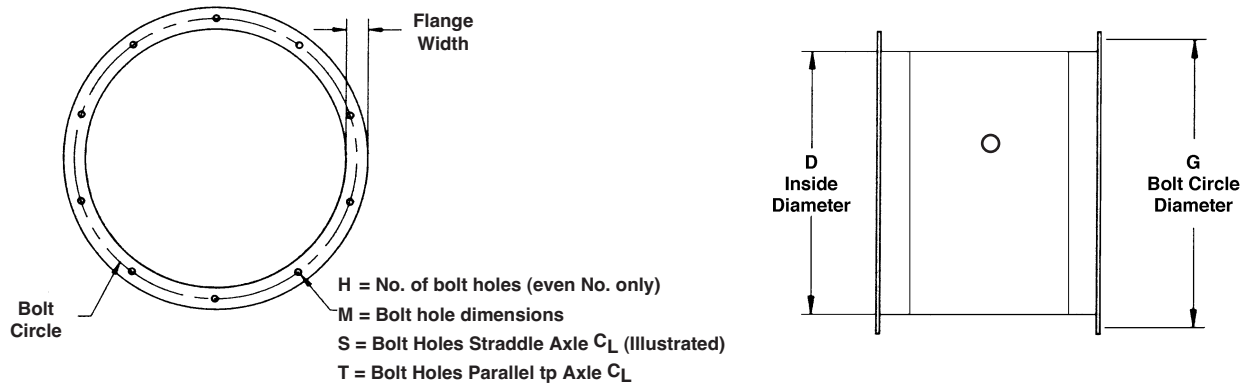 Flange
Width
Bolt
Circle
H = No. of bolt holes (even No. only)
M = Bolt hole dimensions
S = Bolt Holes Straddle Axle CL (Illustrated)
T = Bolt Holes Parallel tp Axle CL
D
Inside
Diameter
G
Bolt Circle
Diameter